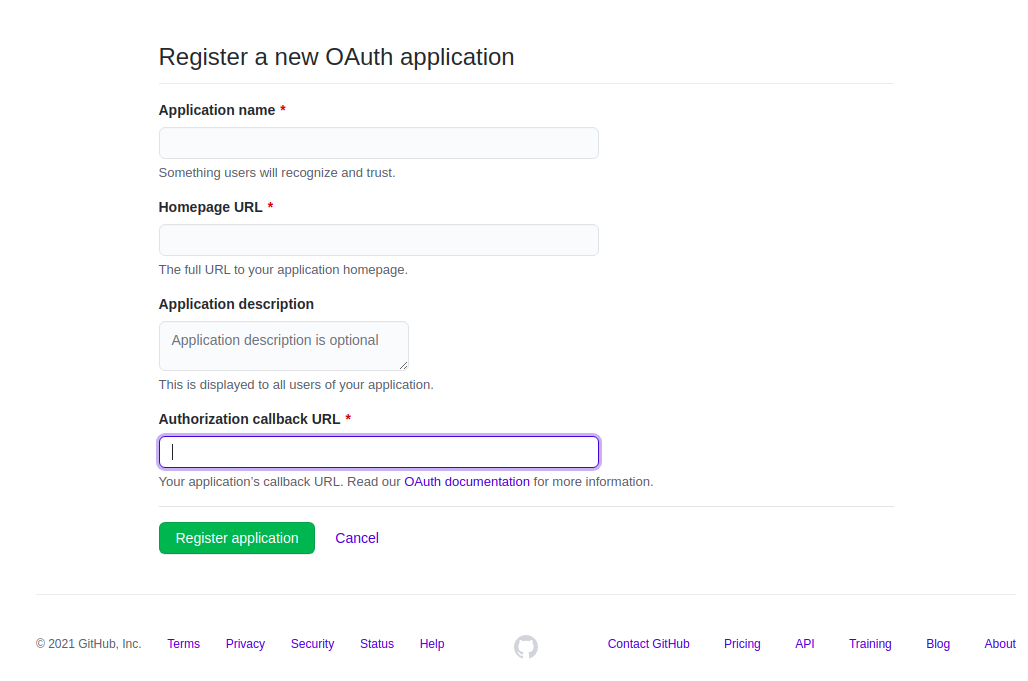 Register a new OAuth application
Application name *
Something users will recognize and trust.
Homepage URL *
The full URL to your application homepage.
Application description
Application description is optional
This is displayed to all users of your application.
Authorization callback URL *
Your application's callback URL. Read our OAuth documentation for more information.
Register application Cancel
© 2021 GitHub, Inc. Terms Privacy Security Status Help Contact GitHub Pricing API Training Blog About